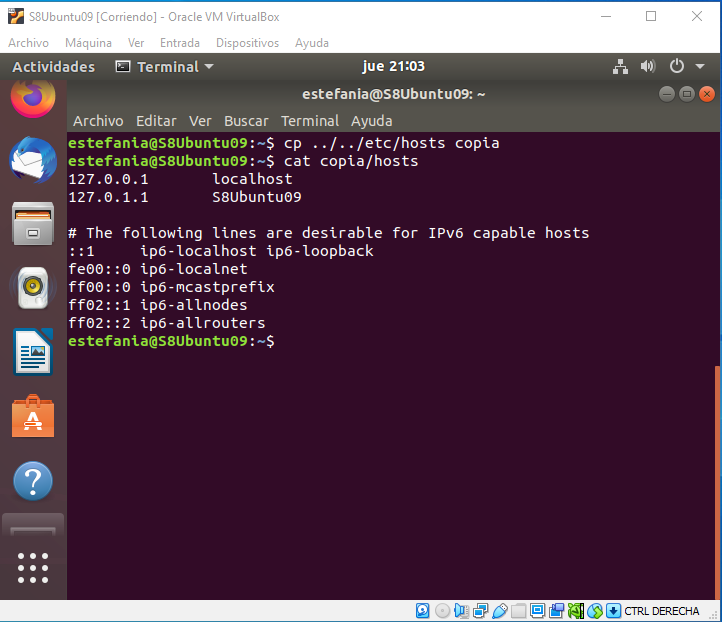 S8Ubuntu09 [Corriendo] - Oracle VM VirtualBox
Archivo Máquina Ver Entrada Dispositivos Ayuda
Actividades Terminal jue 21:03
estefania@S8Ubuntu09: ~
Archivo Editar Ver Buscar Terminal Ayuda
estefania@S8Ubuntu09:~$ cp ../../etc/hosts copia
estefania@S8Ubuntu09:~$ cat copia/hosts
127.0.0.1 localhost
127.0.1.1 S8Ubuntu09
# The following lines are desirable for IPv6 capable hosts
::1 ip6-localhost ip6-loopback
fe00::0 ip6-localnet
ff00::0 ip6-mcastprefix
ff02::1 ip6-allnodes
ff02::2 ip6-allrouters
estefania@S8Ubuntu09:~$
CTRL DERECHA